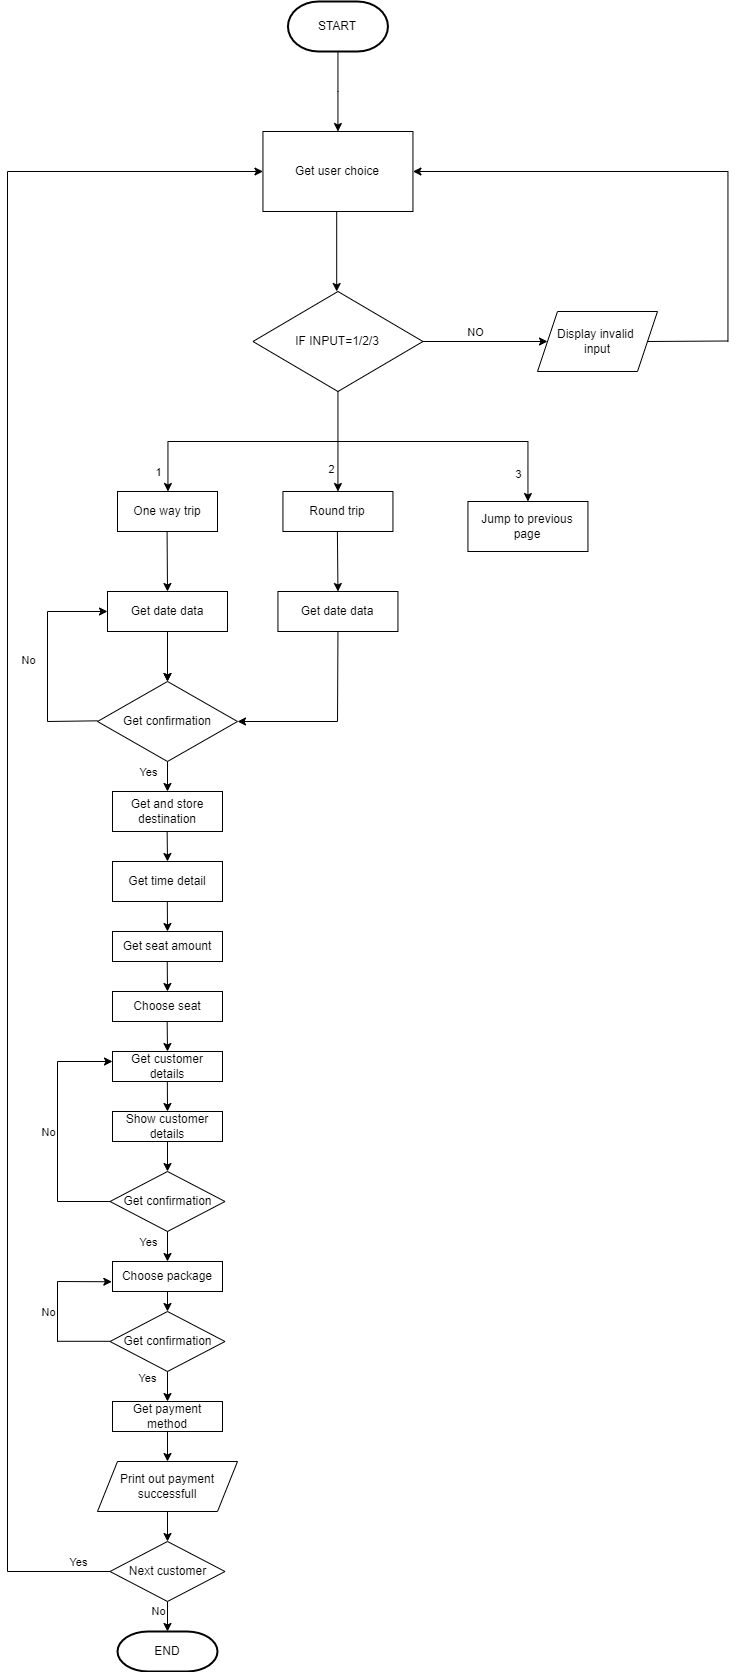 START
Get user choice
IF INPUT=1/2/3
NO
Display invalid
input
1
2
3
One way trip
Round trip
Jump to previous
page
Get date data
Get date data
No
Get confirmation
Yes
Get and store
destination
Get time detail
Get seat amount
Choose seat
Get customer
details
Show customer
details
No
Get confirmation
Yes
Choose package
No
Get confirmation
Yes
Get payment
method
Print out payment
successfull
Yes
Next customer
No
END